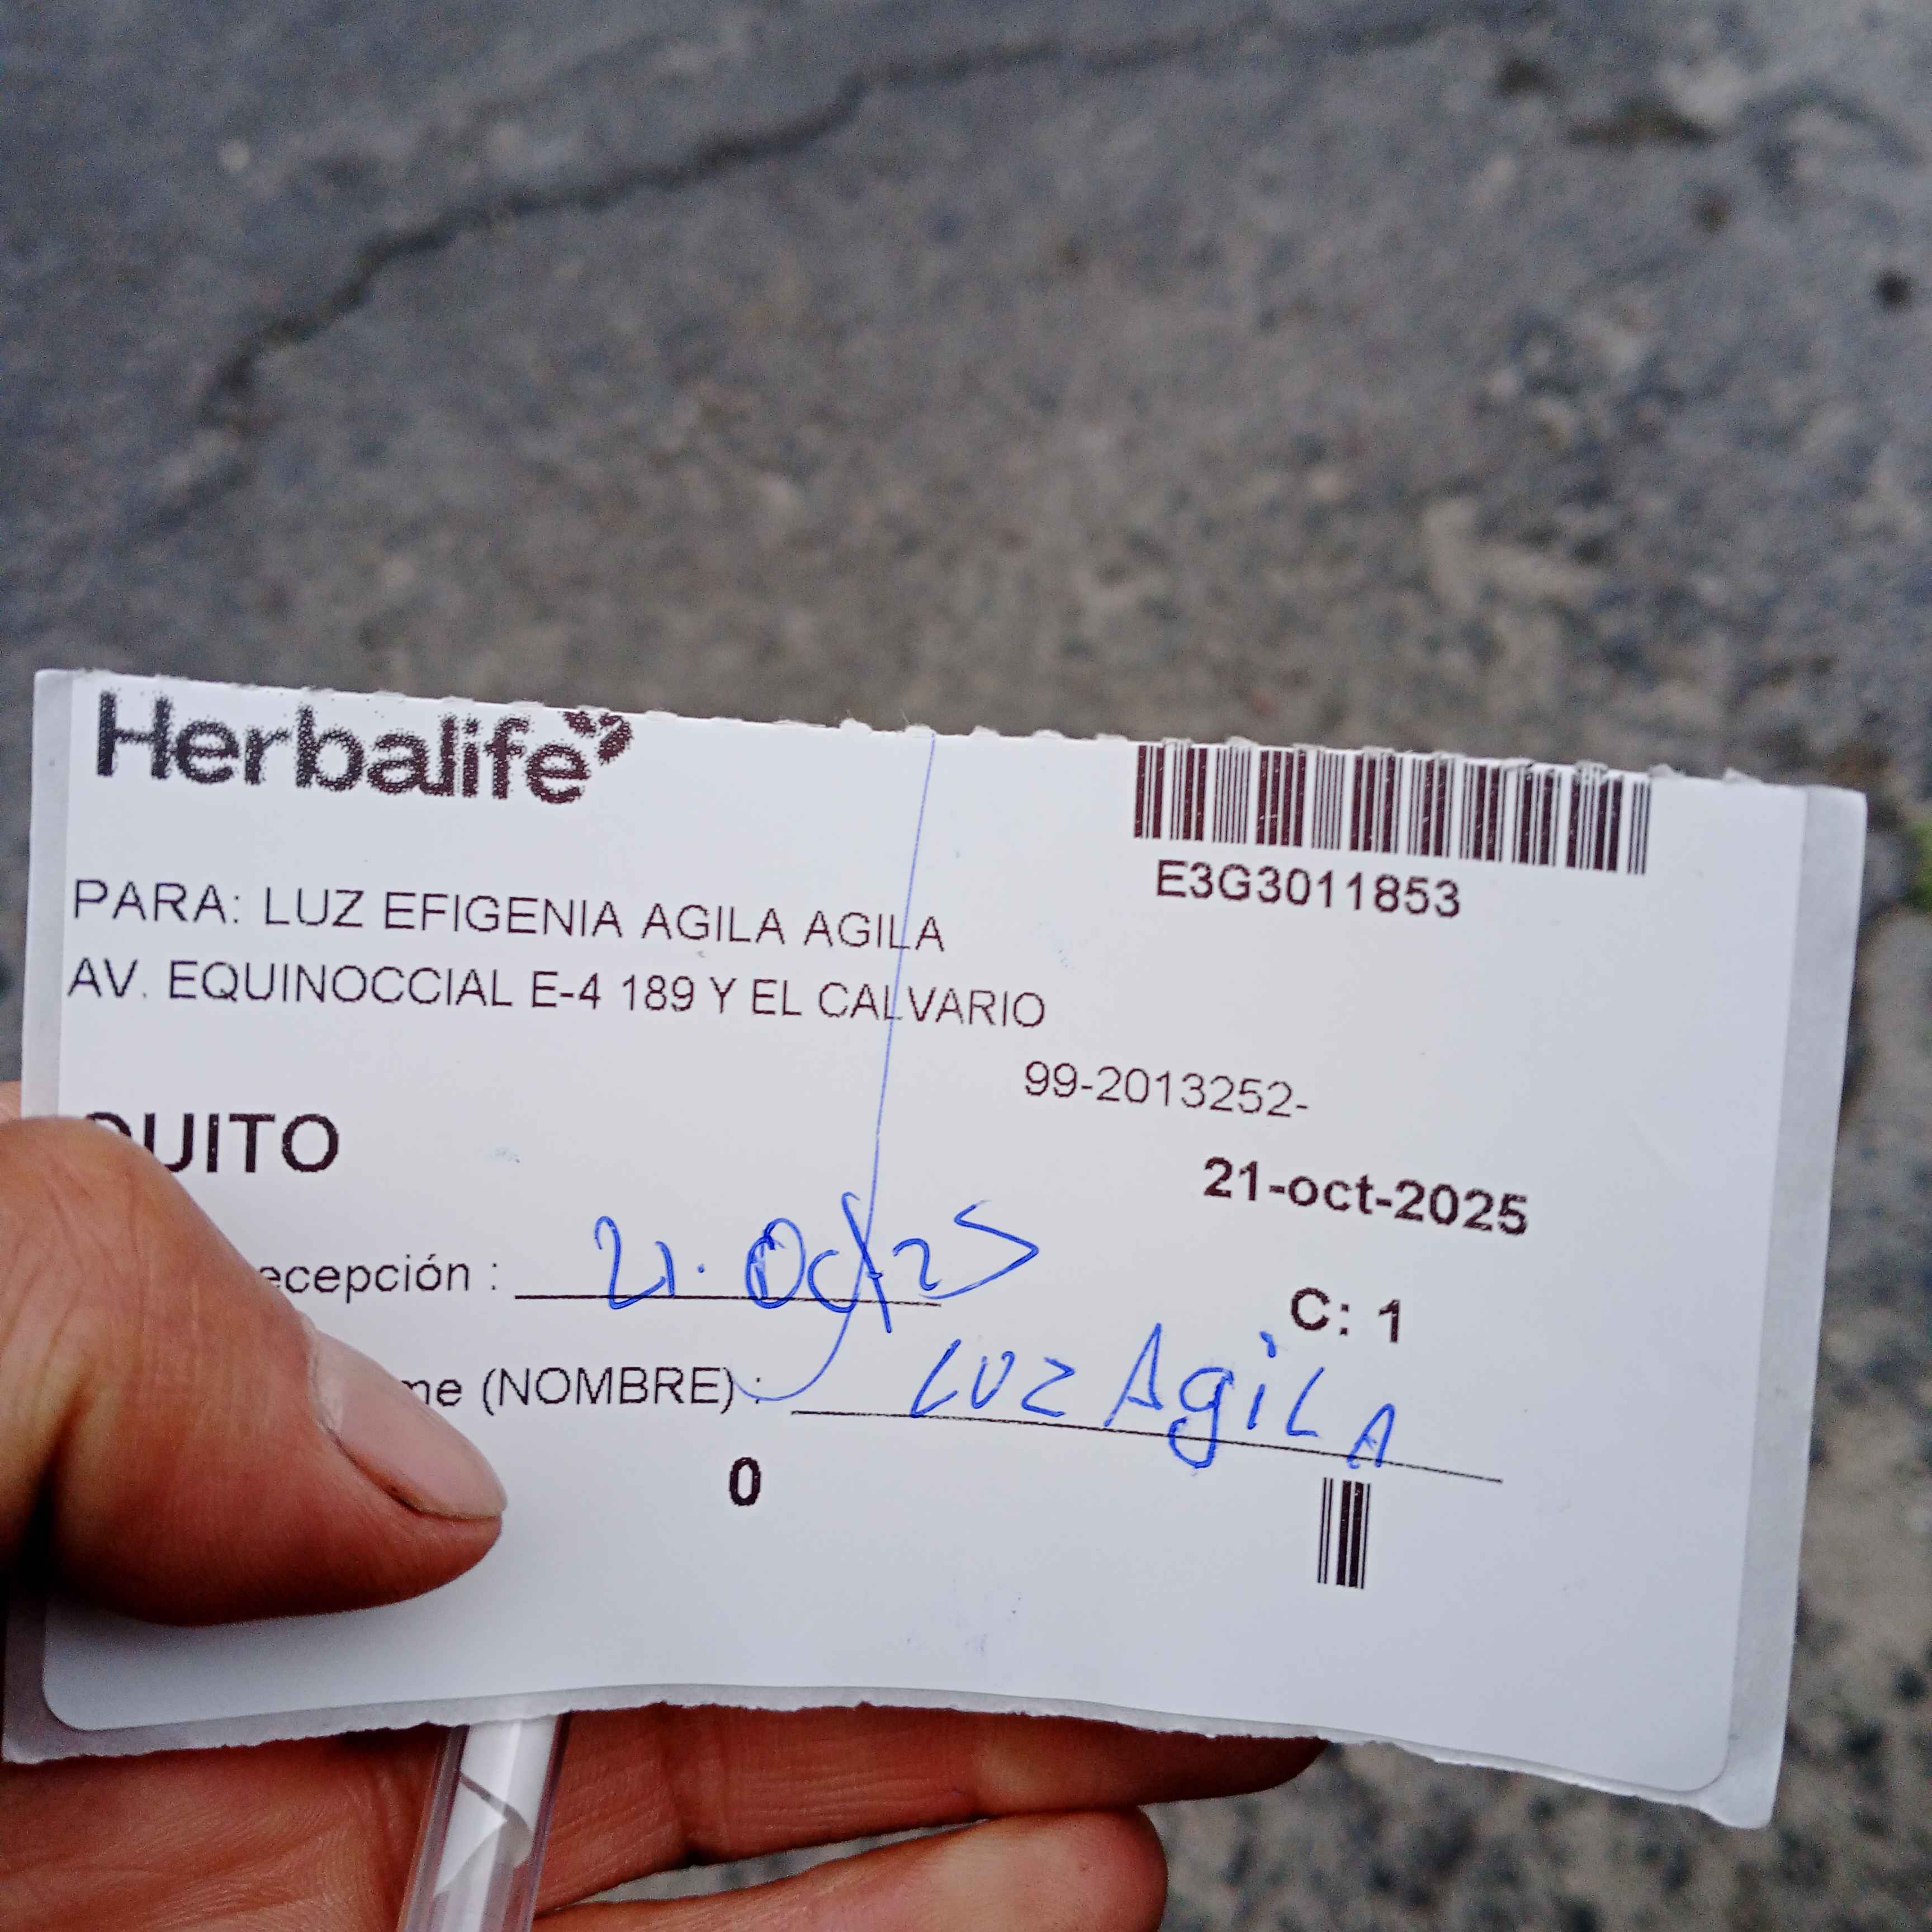 Herbalife
E3G3011853
PARA: LUZ EFIGENIA AGILA AGILA
AV. EQUINOCCIAL E-4 189 Y EL CALVARIO
99-2013252-
QUITO
21-oct-2025
ecepción : 21. Oct 25
C: 1
me (NOMBRE) : LUZ AgiLA
0